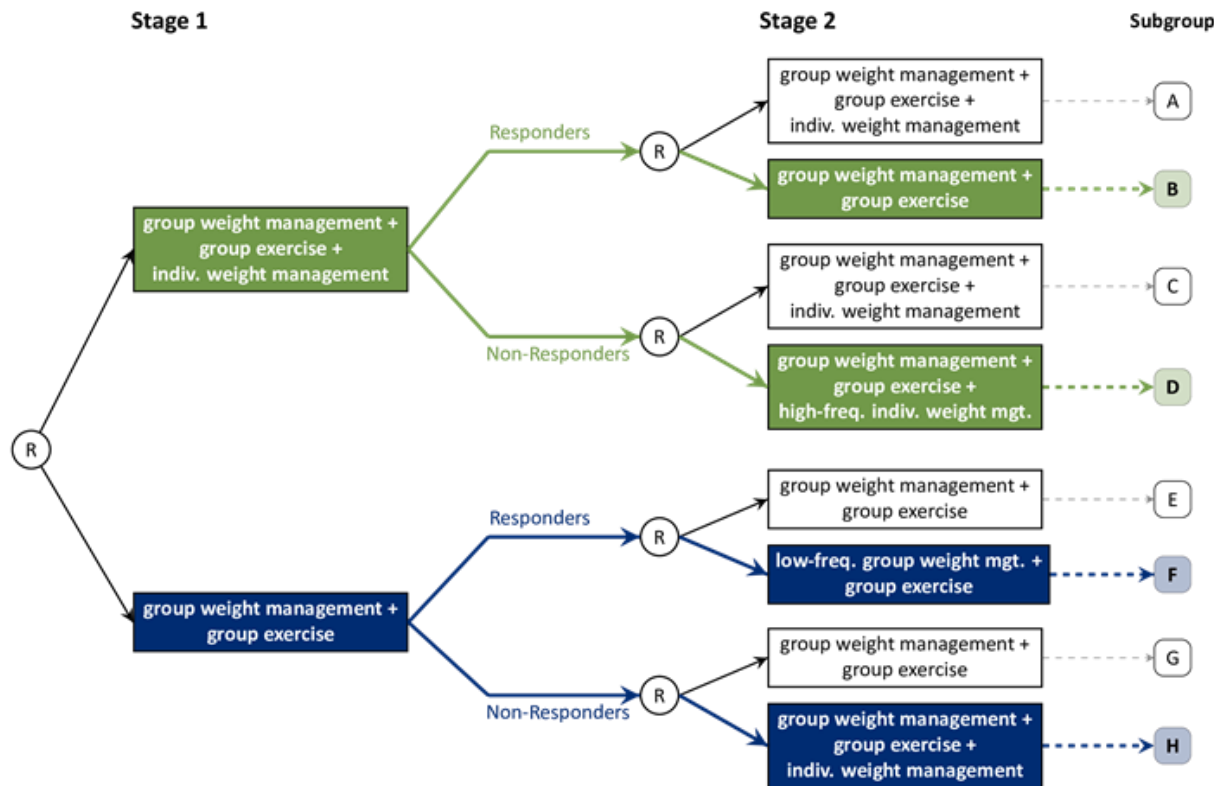 Stage 1
Stage 2
Subgroup
group weight management +
group exercise +
indiv. weight management
A
Responders
R
group weight management +
group exercise
B
group weight management +
group exercise +
indiv. weight management
group weight management +
group exercise +
indiv. weight management
C
R
Non-Responders
group weight management +
group exercise +
high-freq. indiv. weight mgt.
D
R
group weight management +
group exercise
E
Responders
R
low-freq. group weight mgt. +
group exercise
F
group weight management +
group exercise
group weight management +
group exercise
G
R
Non-Responders
group weight management +
group exercise +
indiv. weight management
H